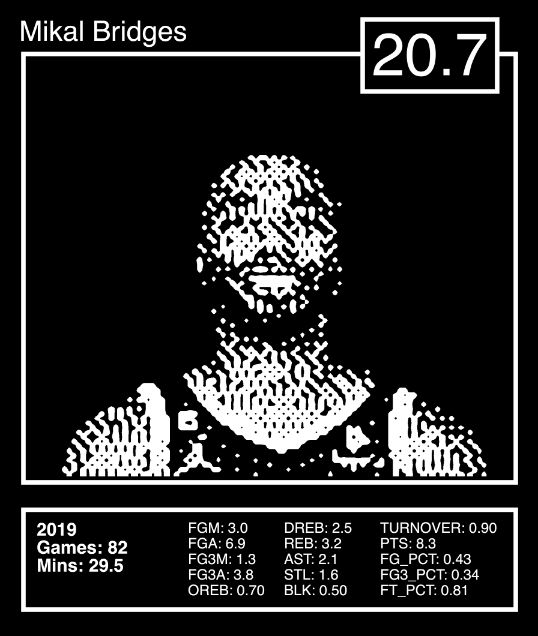 Mikal Bridges
20.7
2019
Games: 82
Mins: 29.5
FGM: 3.0
FGA: 6.9
FG3M: 1.3
FG3A: 3.8
OREB: 0.70
DREB: 2.5
REB: 3.2
AST: 2.1
STL: 1.6
BLK: 0.50
TURNOVER: 0.90
PTS: 8.3
FG_PCT: 0.43
FG3_PCT: 0.34
FT_PCT: 0.81